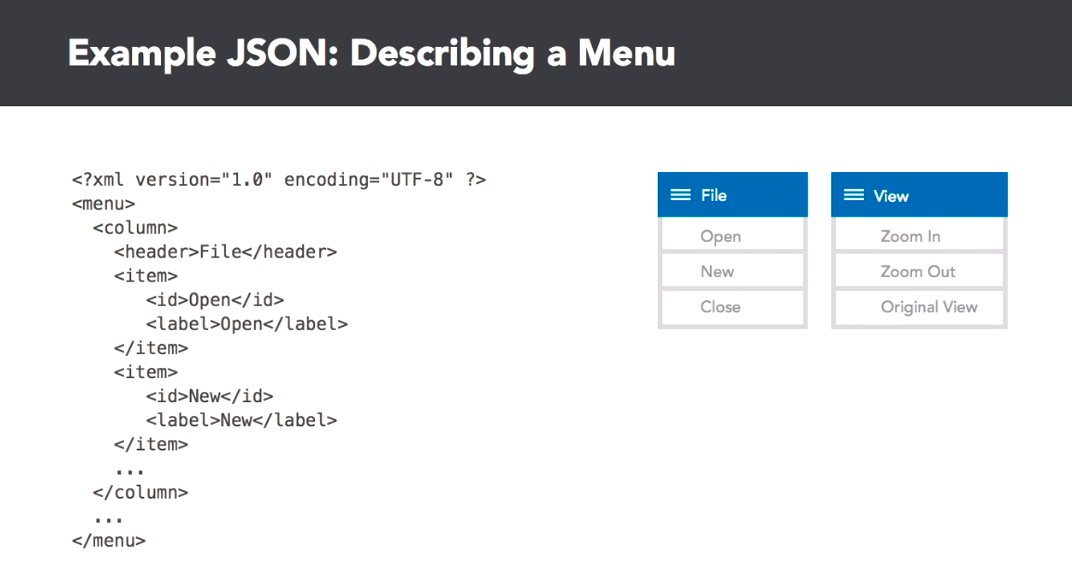 Example JSON: Describing a Menu
<?xml version="1.0" encoding="UTF-8" ?>
<menu>
<column>
<header>File</header>
<item>
<id>Open</id>
<label>Open</label>
</item>
<item>
<id>New</id>
<label>New</label>
</item>
...
</column>
...
</menu>
File
Open
New
Close
View
Zoom In
Zoom Out
Original View